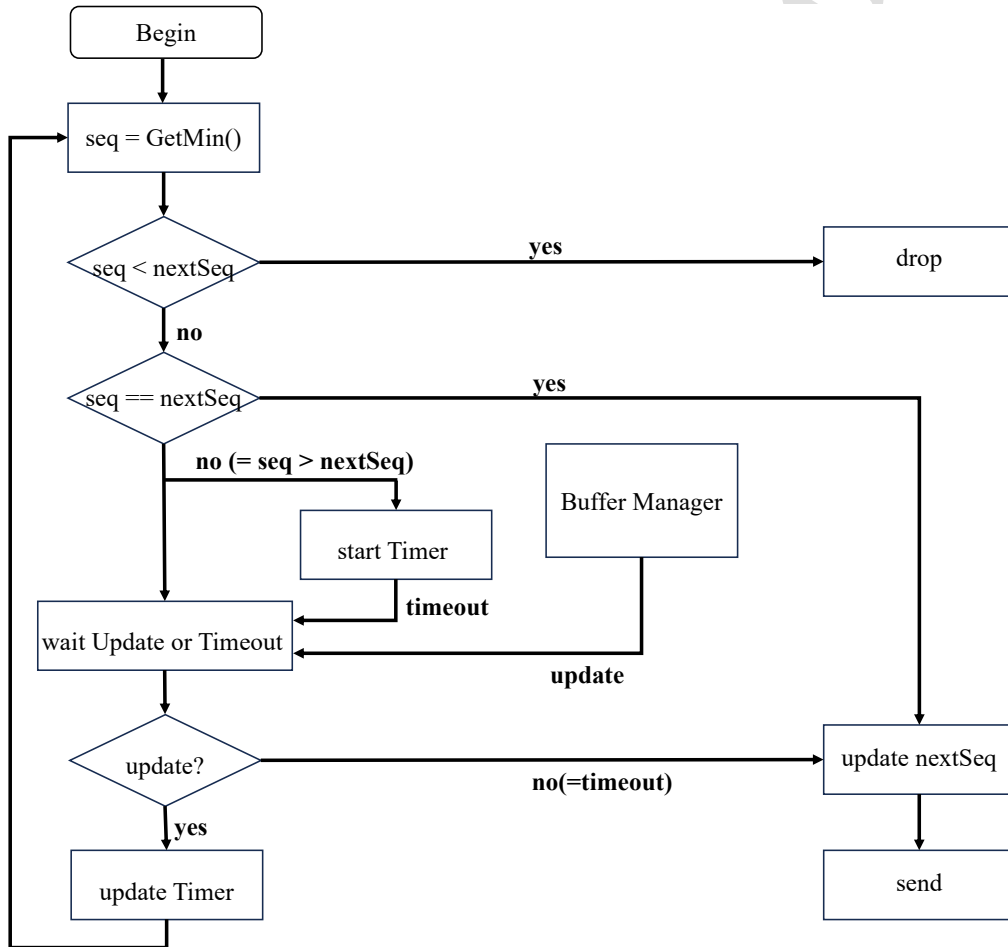 Begin
seq = GetMin()
seq < nextSeq
yes
drop
no
seq == nextSeq
yes
no (= seq > nextSeq)
Buffer Manager
start Timer
timeout
wait Update or Timeout
update
update?
no(=timeout)
update nextSeq
yes
update Timer
send